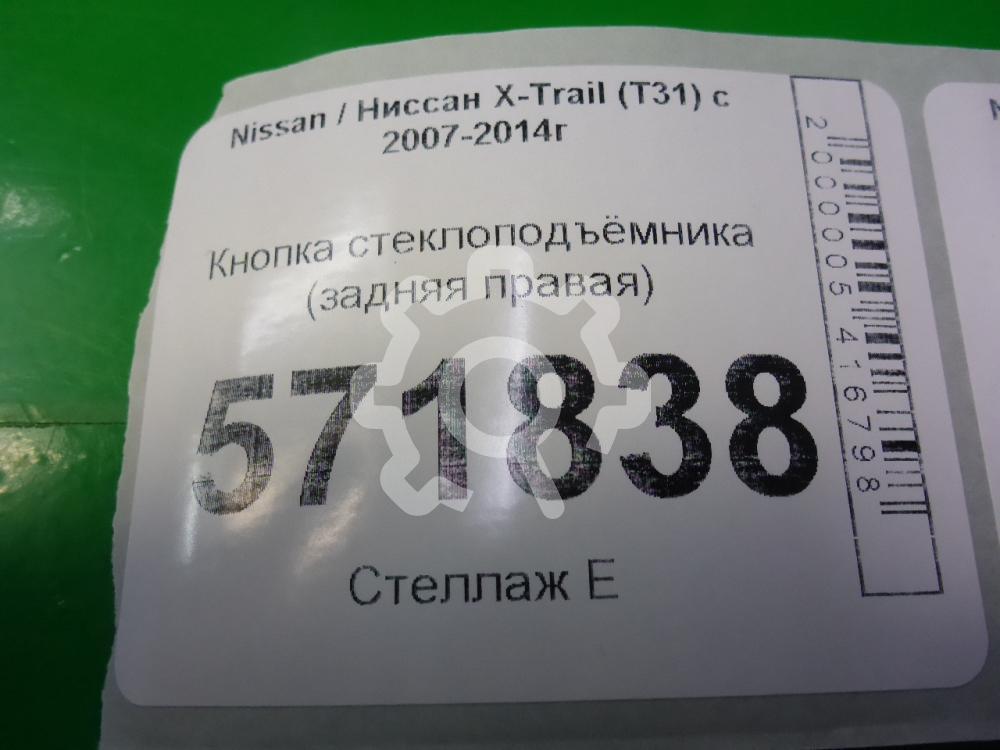 Nissan / Ниссан X-Trail (T31) с
2007-2014г
Кнопка стеклоподъёмника
(задняя правая)
571838
Стеллаж Е
2000005416798
N